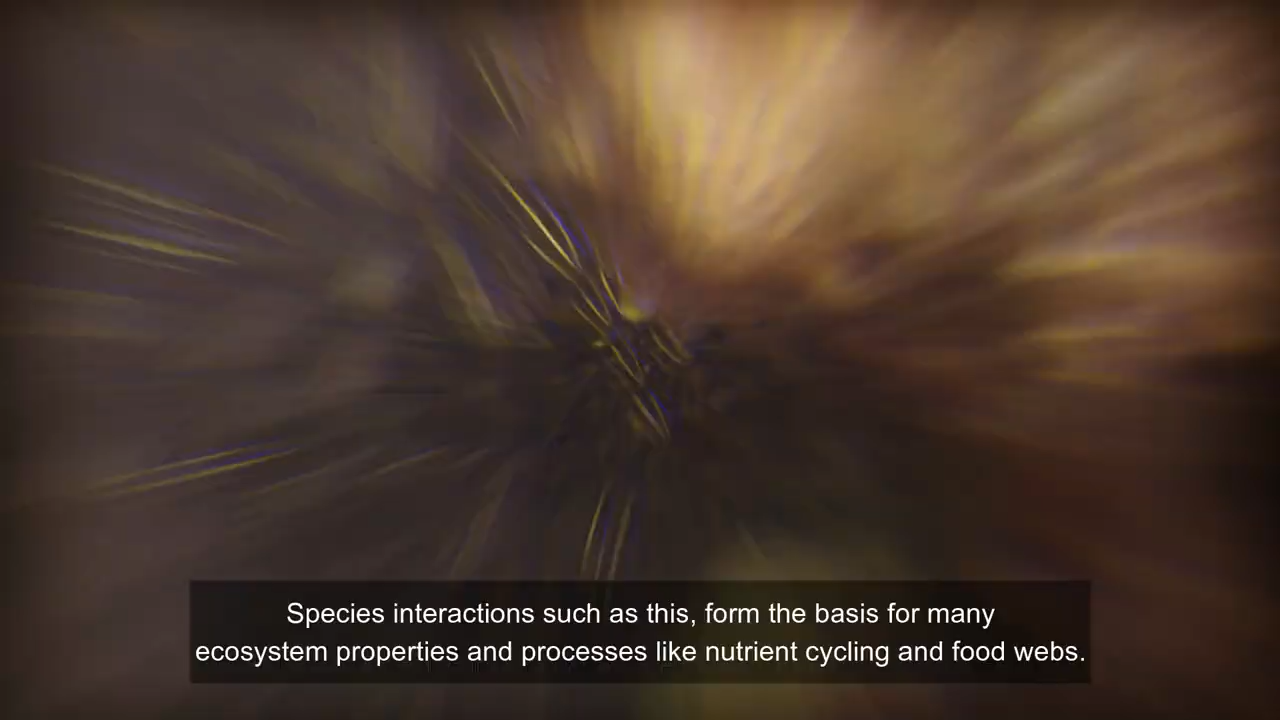 Species interactions such as this, form the basis for many
ecosystem properties and processes like nutrient cycling and food webs.